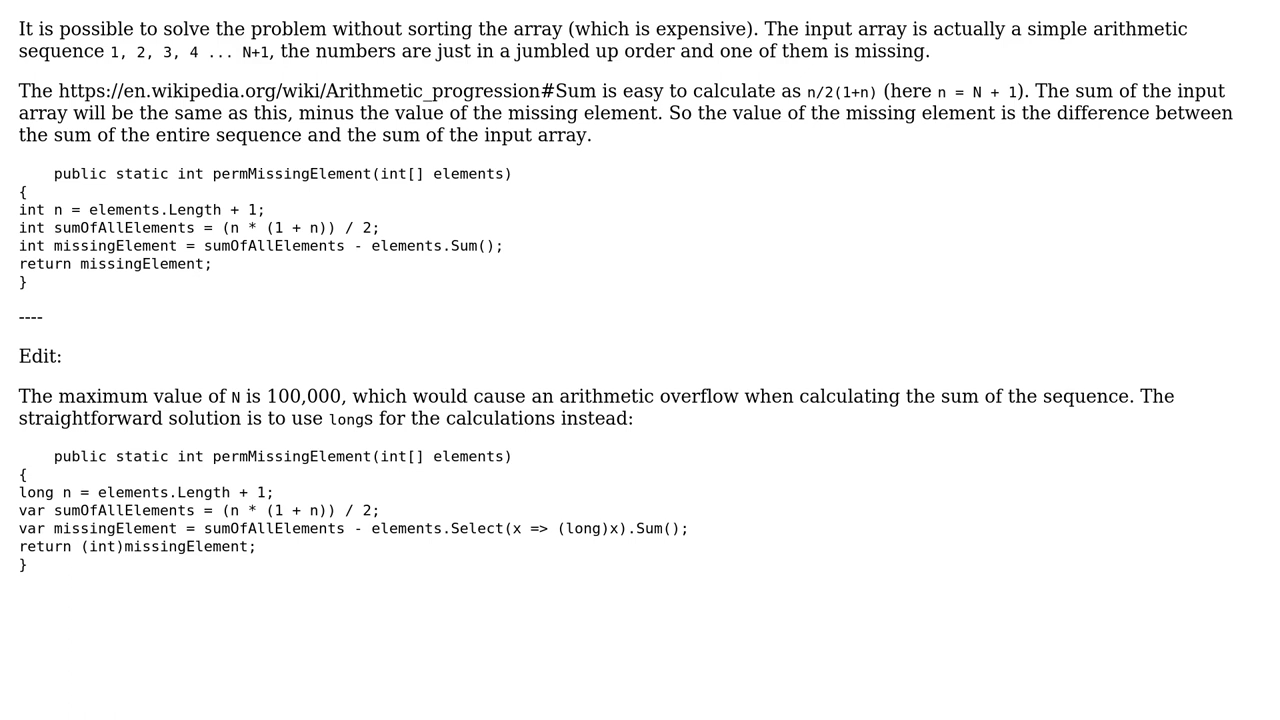 It is possible to solve the problem without sorting the array (which is expensive). The input array is actually a simple arithmetic
sequence 1, 2, 3, 4 ... N+1, the numbers are just in a jumbled up order and one of them is missing.
The https://en.wikipedia.org/wiki/Arithmetic_progression#Sum is easy to calculate as n/2(1+n) (here n = N + 1). The sum of the input
array will be the same as this, minus the value of the missing element. So the value of the missing element is the difference between
the sum of the entire sequence and the sum of the input array.
    public static int permMissingElement(int[] elements)
{
int n = elements.Length + 1;
int sumOfAllElements = (n * (1 + n)) / 2;
int missingElement = sumOfAllElements - elements.Sum();
return missingElement;
}
----
Edit:
The maximum value of N is 100,000, which would cause an arithmetic overflow when calculating the sum of the sequence. The
straightforward solution is to use longs for the calculations instead:
    public static int permMissingElement(int[] elements)
{
long n = elements.Length + 1;
var sumOfAllElements = (n * (1 + n)) / 2;
var missingElement = sumOfAllElements - elements.Select(x => (long)x).Sum();
return (int)missingElement;
}